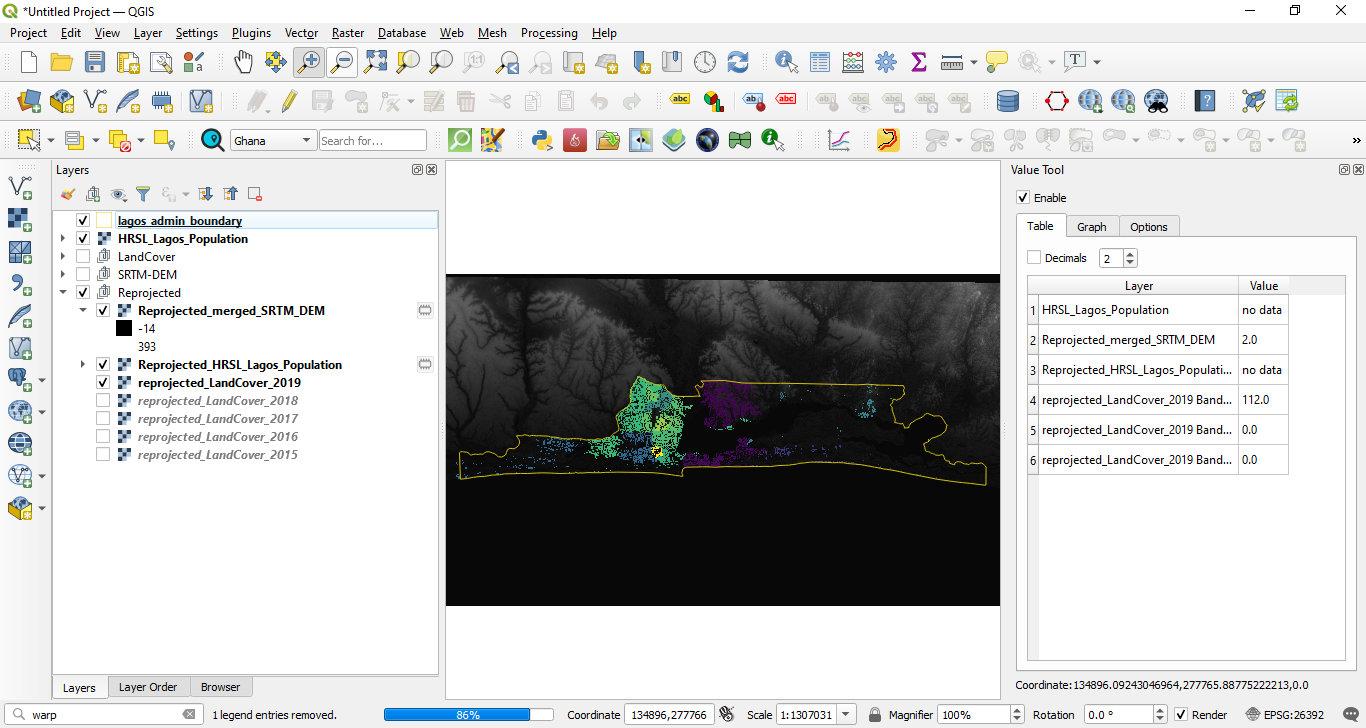 *Untitled Project — QGIS
Project Edit View Layer Settings Plugins Vector Raster Database Web Mesh Processing Help
abc abc abc
Ghana Search for...
»
Layers
lagos_admin_boundary
HRSL_Lagos_Population
LandCover
SRTM-DEM
Reprojected
Reprojected_merged_SRTM_DEM
-14
393
Reprojected_HRSL_Lagos_Population
reprojected_LandCover_2019
reprojected_LandCover_2018
reprojected_LandCover_2017
reprojected_LandCover_2016
reprojected_LandCover_2015
Layers Layer Order Browser
Value Tool
Enable
Table Graph Options
Decimals 2
Layer Value
1 HRSL_Lagos_Population no data
2 Reprojected_merged_SRTM_DEM 2.0
3 Reprojected_HRSL_Lagos_Populati... no data
4 reprojected_LandCover_2019 Band... 112.0
5 reprojected_LandCover_2019 Band... 0.0
6 reprojected_LandCover_2019 Band... 0.0
Coordinate:134896.09243046964,277765.88775222213,0.0
warp 1 legend entries removed. 86% Coordinate 134896,277766 Scale 1:1307031 Magnifier 100% Rotation 0.0 ° Render EPSG:26392